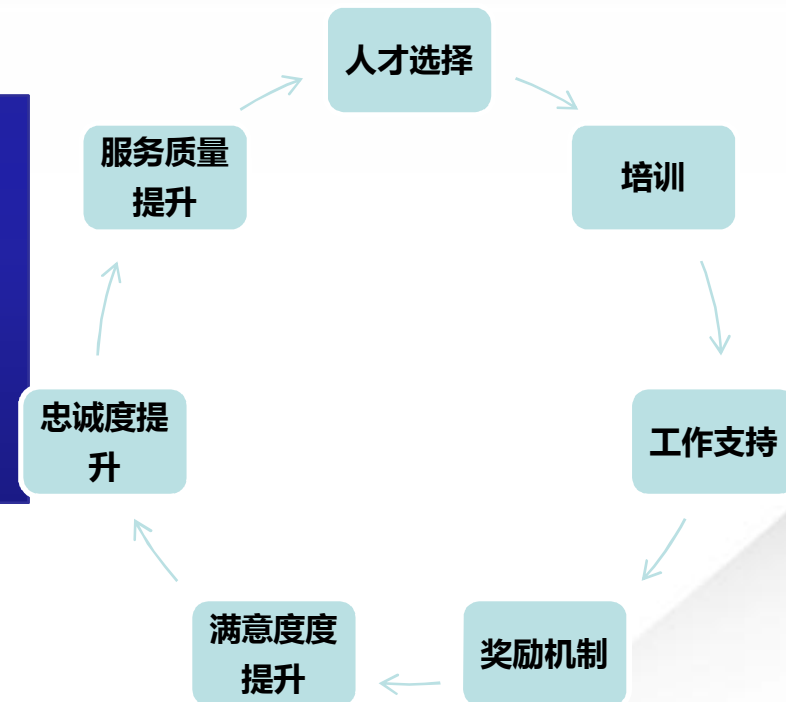 人才选择
培训
工作支持
奖励机制
满意度度
提升
忠诚度提
升
服务质量
提升